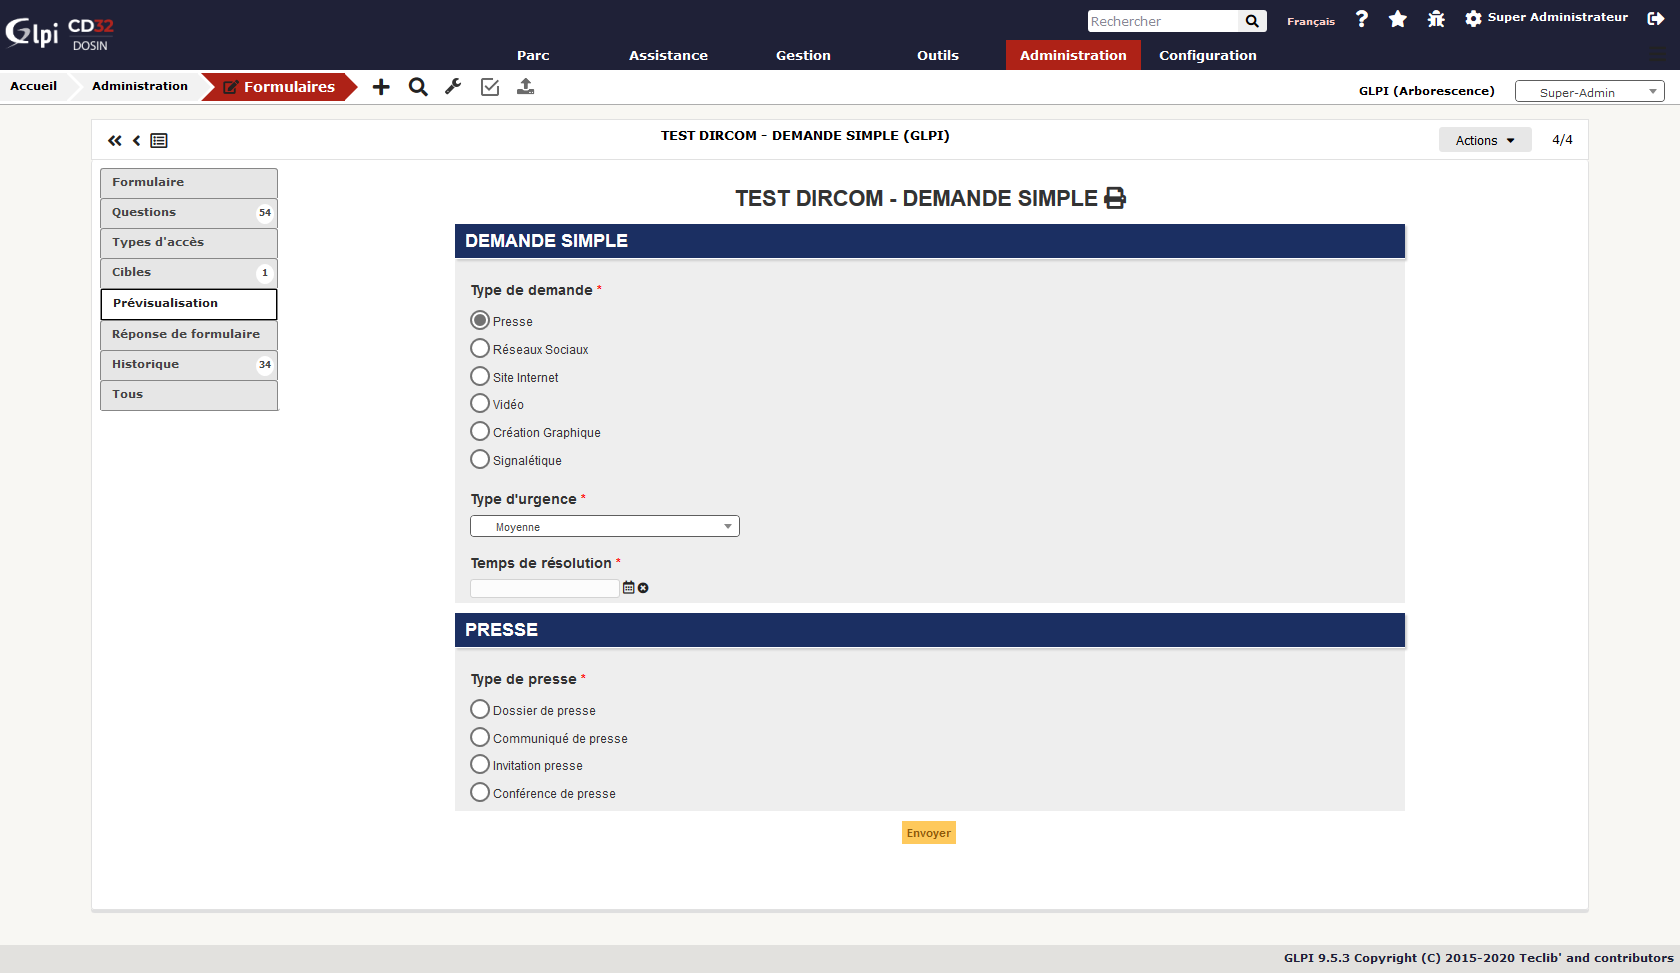 Glpi CD32
DOSIN
Rechercher
Français
?
Super Administrateur
Parc
Assistance
Gestion
Outils
Administration
Configuration
Accueil
Administration
Formulaires
GLPI (Arborescence)
Super-Admin
TEST DIRCOM - DEMANDE SIMPLE (GLPI)
Actions
4/4
Formulaire
Questions 54
Types d'accès
Cibles 1
Prévisualisation
Réponse de formulaire
Historique 34
Tous
TEST DIRCOM - DEMANDE SIMPLE
DEMANDE SIMPLE
Type de demande *
Presse
Réseaux Sociaux
Site Internet
Vidéo
Création Graphique
Signalétique
Type d'urgence *
Moyenne
Temps de résolution *
PRESSE
Type de presse *
Dossier de presse
Communiqué de presse
Invitation presse
Conférence de presse
Envoyer
GLPI 9.5.3 Copyright (C) 2015-2020 Teclib' and contributors